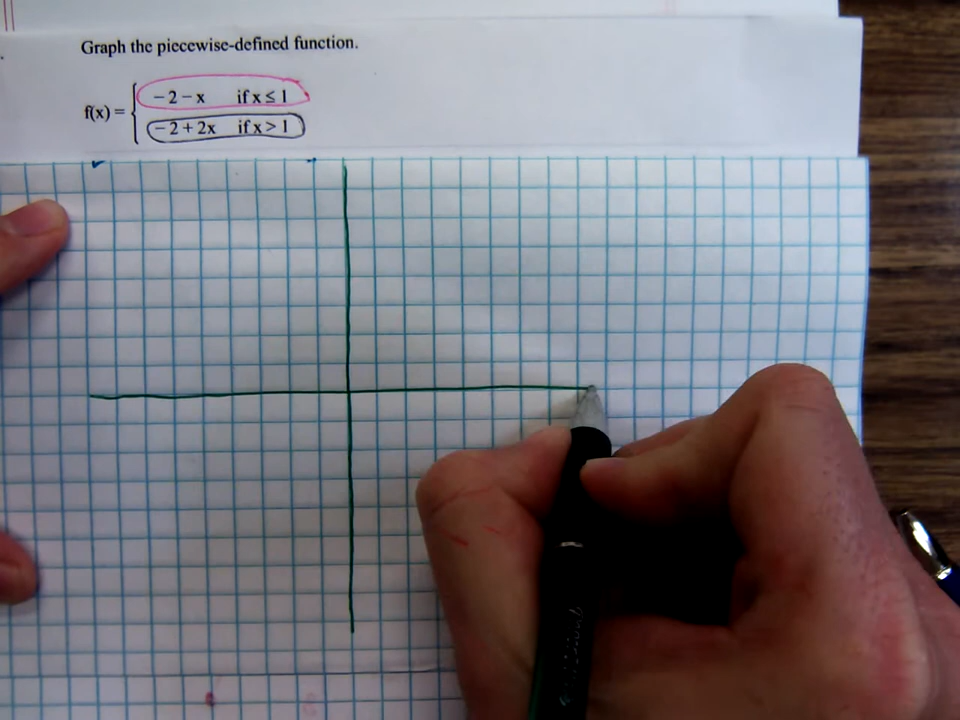 Graph the piecewise-defined function.
f(x) = { −2 − x if x ≤ 1
−2 + 2x if x > 1